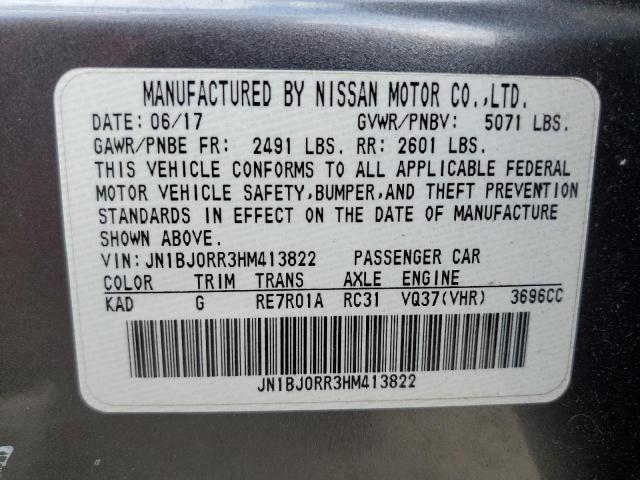 MANUFACTURED BY NISSAN MOTOR CO.,LTD.
DATE: 06/17 GVWR/PNBV: 5071 LBS.
GAWR/PNBE FR: 2491 LBS. RR: 2601 LBS.
THIS VEHICLE CONFORMS TO ALL APPLICABLE FEDERAL
MOTOR VEHICLE SAFETY,BUMPER,AND THEFT PREVENTION
STANDARDS IN EFFECT ON THE DATE OF MANUFACTURE
SHOWN ABOVE.
VIN:JN1BJ0RR3HM413822 PASSENGER CAR
COLOR TRIM TRANS AXLE ENGINE
KAD G RE7R01A RC31 VQ37(VHR) 3696CC
JN1BJ0RR3HM413822